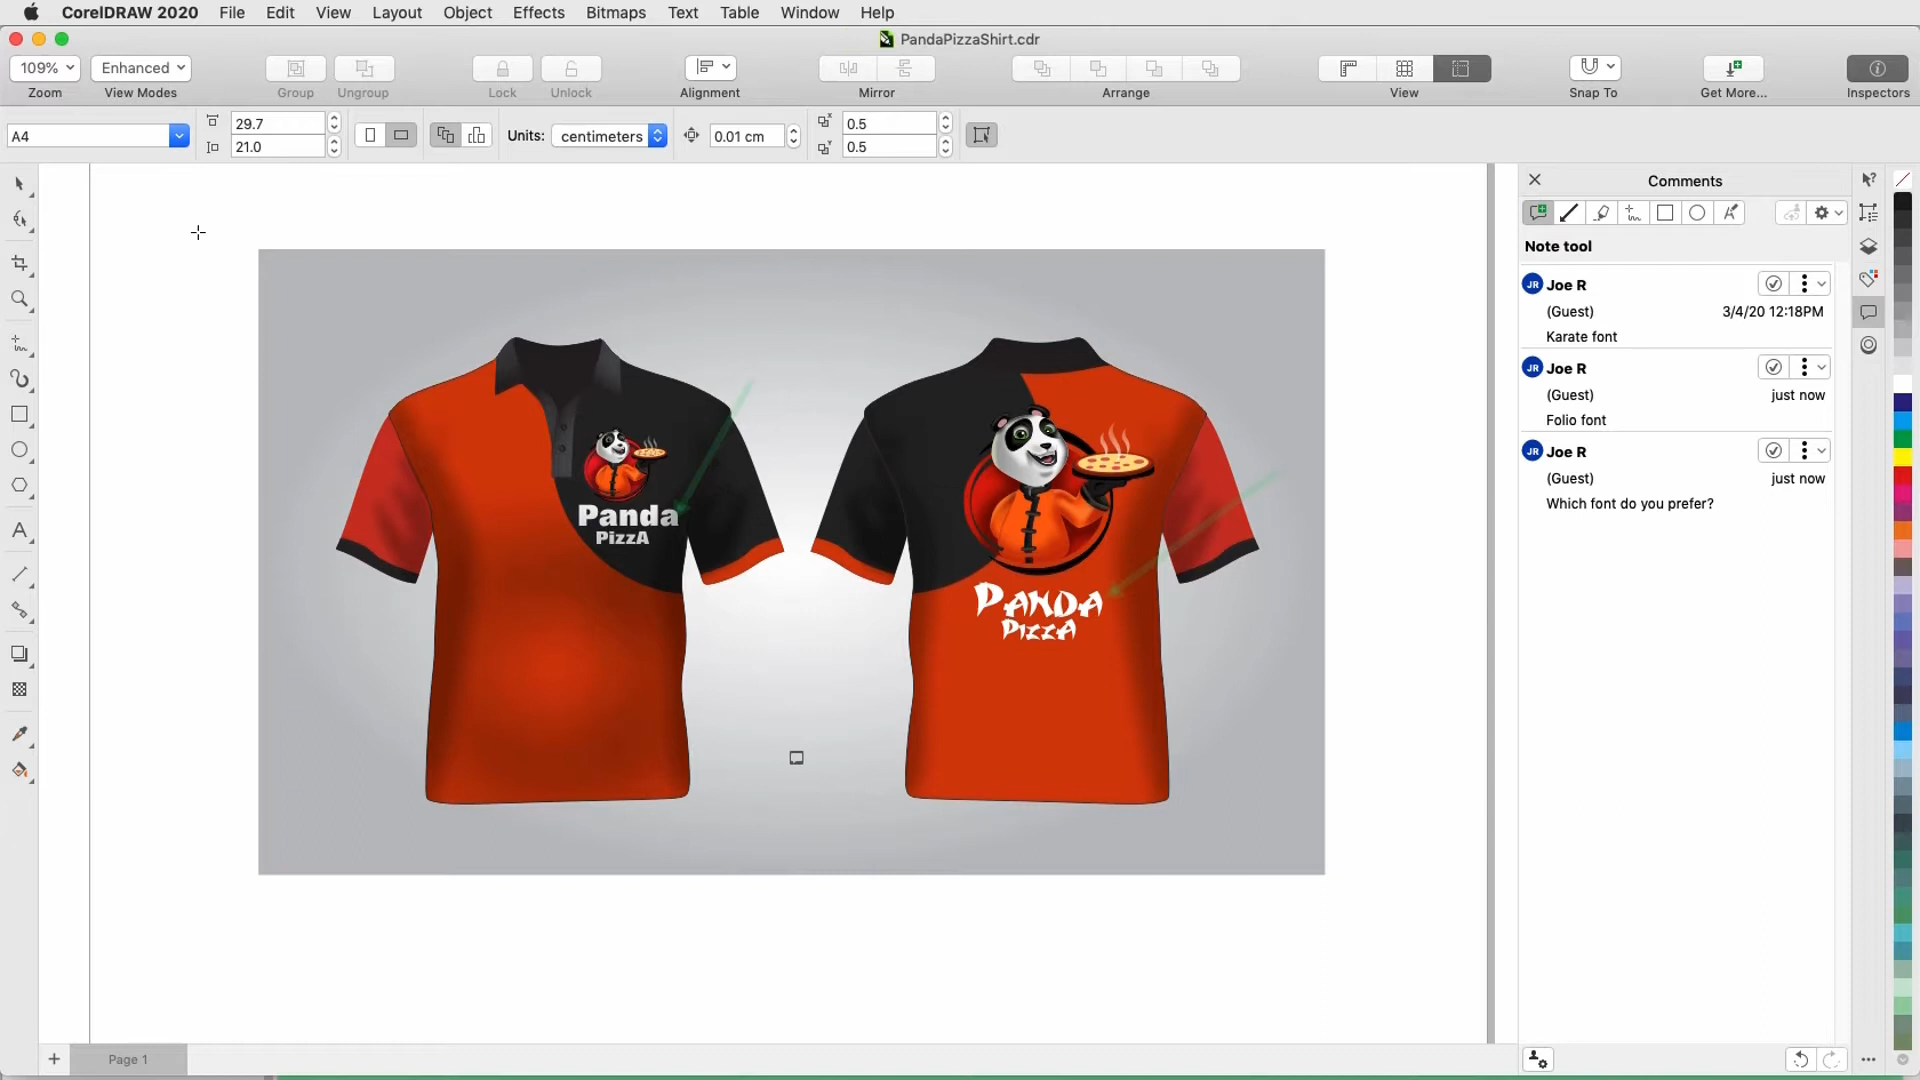 CorelDRAW 2020 File Edit View Layout Object Effects Bitmaps Text Table Window Help
PandaPizzaShirt.cdr
109% Enhanced
Zoom View Modes Group Ungroup Lock Unlock Alignment Mirror Arrange View Snap To Get More... Inspectors
A4
29.7
21.0
Units: centimeters
0.01 cm
0.5
0.5
Comments
Note tool
JR Joe R
(Guest) 3/4/20 12:18PM
Karate font
JR Joe R
(Guest) just now
Folio font
JR Joe R
(Guest) just now
Which font do you prefer?
Panda
PizzA
PANDA
PizzA
Page 1